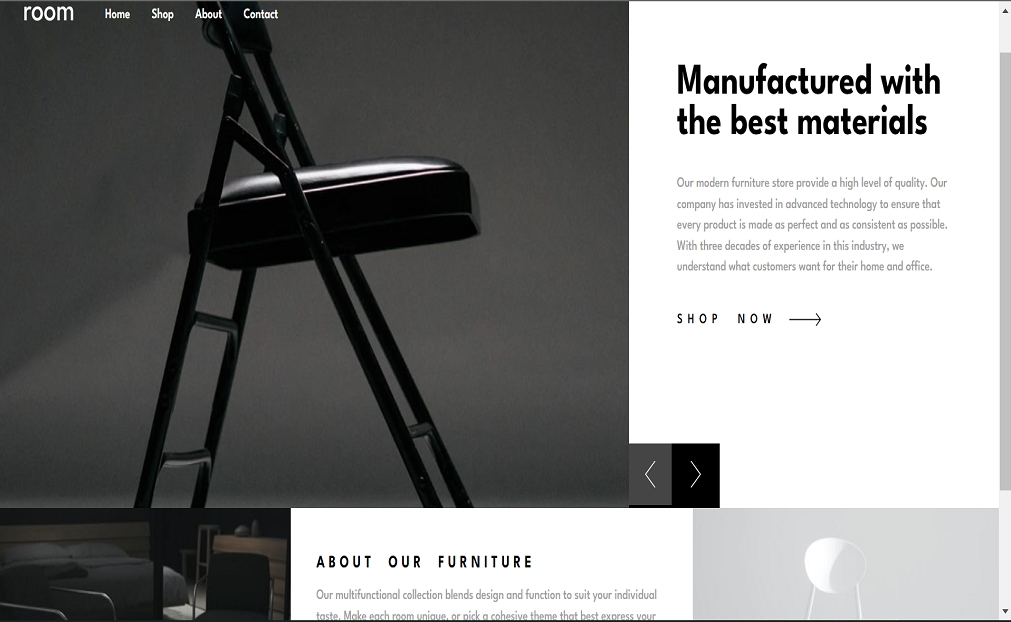 room
Home Shop About Contact
Manufactured with
the best materials
Our modern furniture store provide a high level of quality. Our
company has invested in advanced technology to ensure that
every product is made as perfect and as consistent as possible.
With three decades of experience in this industry, we
understand what customers want for their home and office.
SHOP NOW
ABOUT OUR FURNITURE
Our multifunctional collection blends design and function to suit your individual
taste. Make each room unique, or pick a cohesive theme that best express your